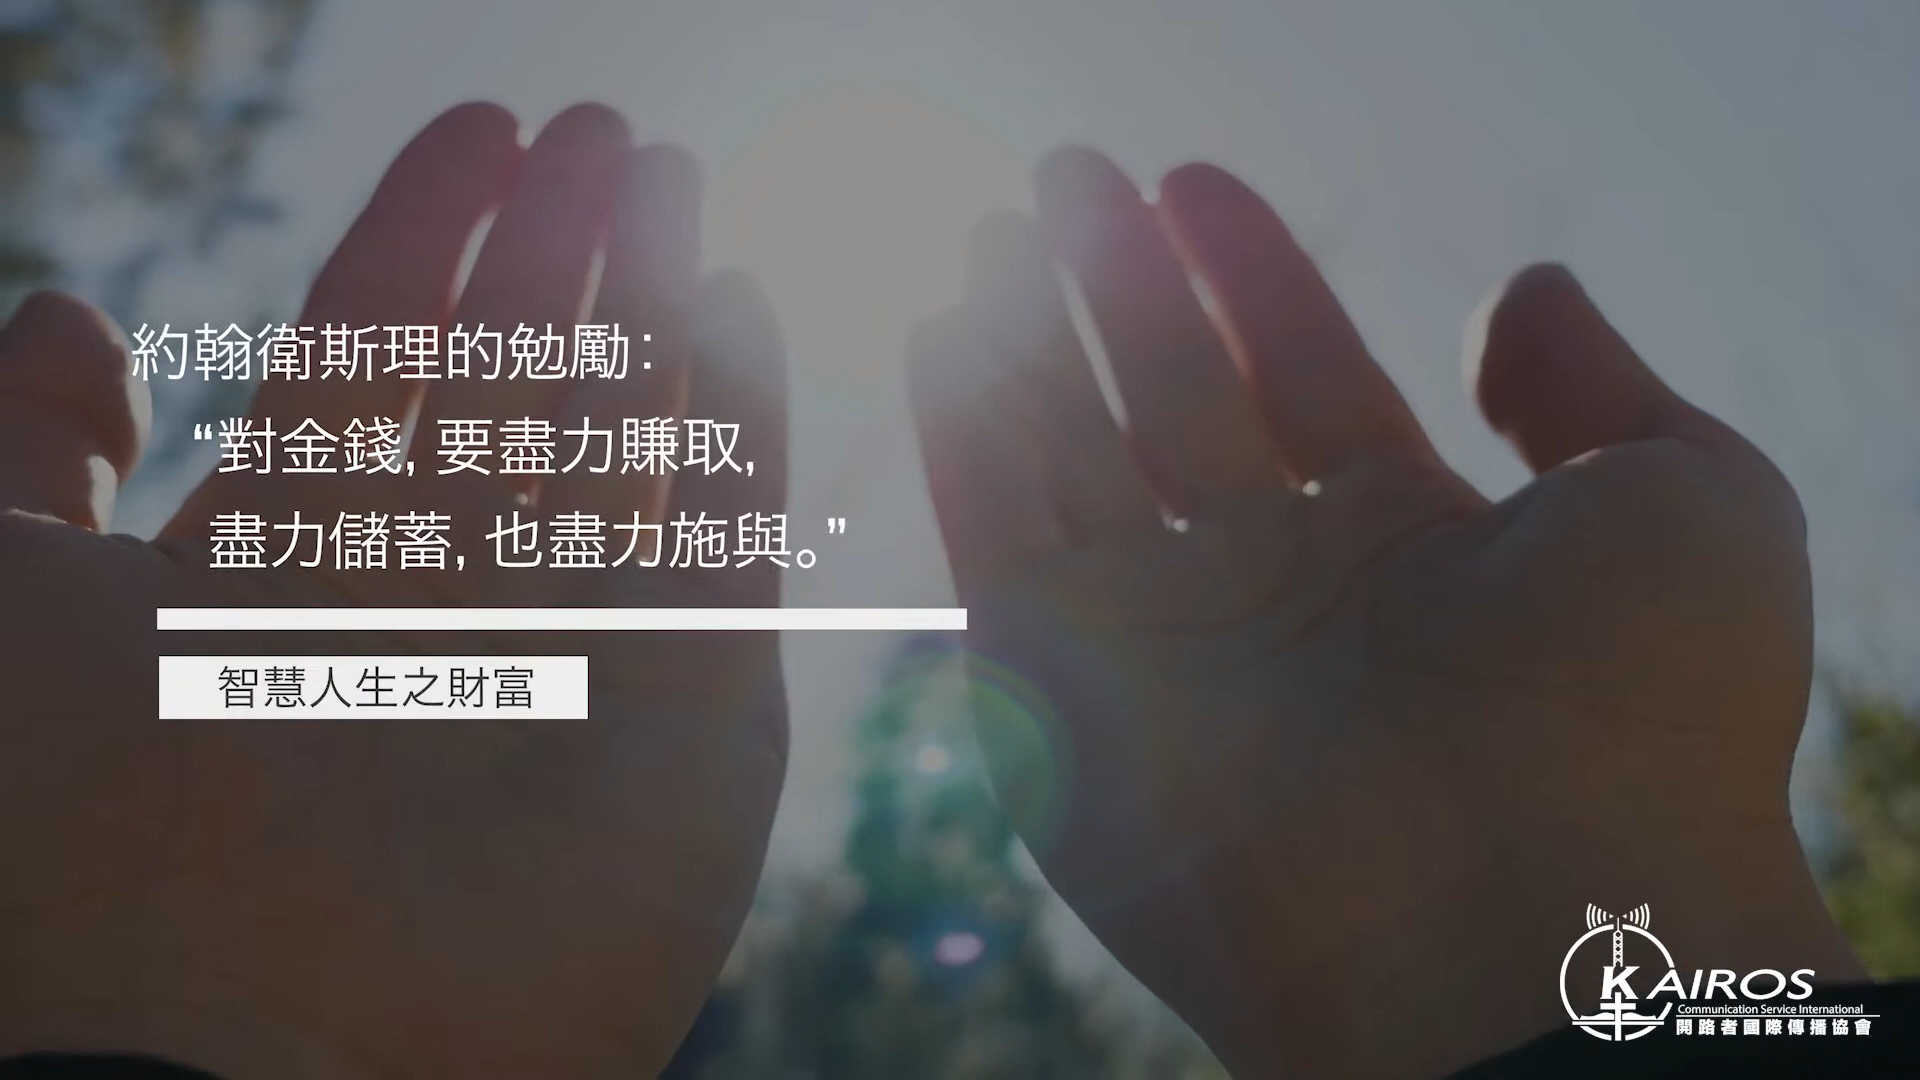 約翰衛斯理的勉勵：
“對金錢, 要盡力賺取,
盡力儲蓄, 也盡力施與。”
智慧人生之財富
KAIROS
Communication Service International
開路者國際傳播協會